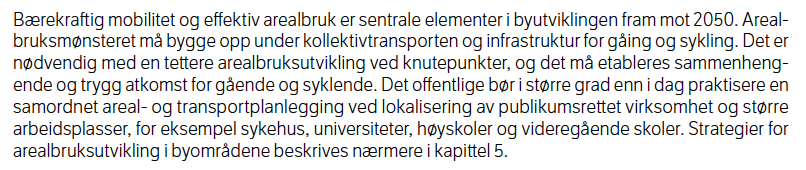 Bærekraftig mobilitet og effektiv arealbruk er sentrale elementer i byutviklingen fram mot 2050. Areal-
bruksmønsteret må bygge opp under kollektivtransporten og infrastruktur for gåing og sykling. Det er
nødvendig med en tettere arealbruksutvikling ved knutepunkter, og det må etableres sammenheng-
ende og trygg atkomst for gående og syklende. Det offentlige bør i større grad enn i dag praktisere en
samordnet areal- og transportplanlegging ved lokalisering av publikumsrettet virksomhet og større
arbeidsplasser, for eksempel sykehus, universiteter, høyskoler og videregående skoler. Strategier for
arealbruksutvikling i byområdene beskrives nærmere i kapittel 5.